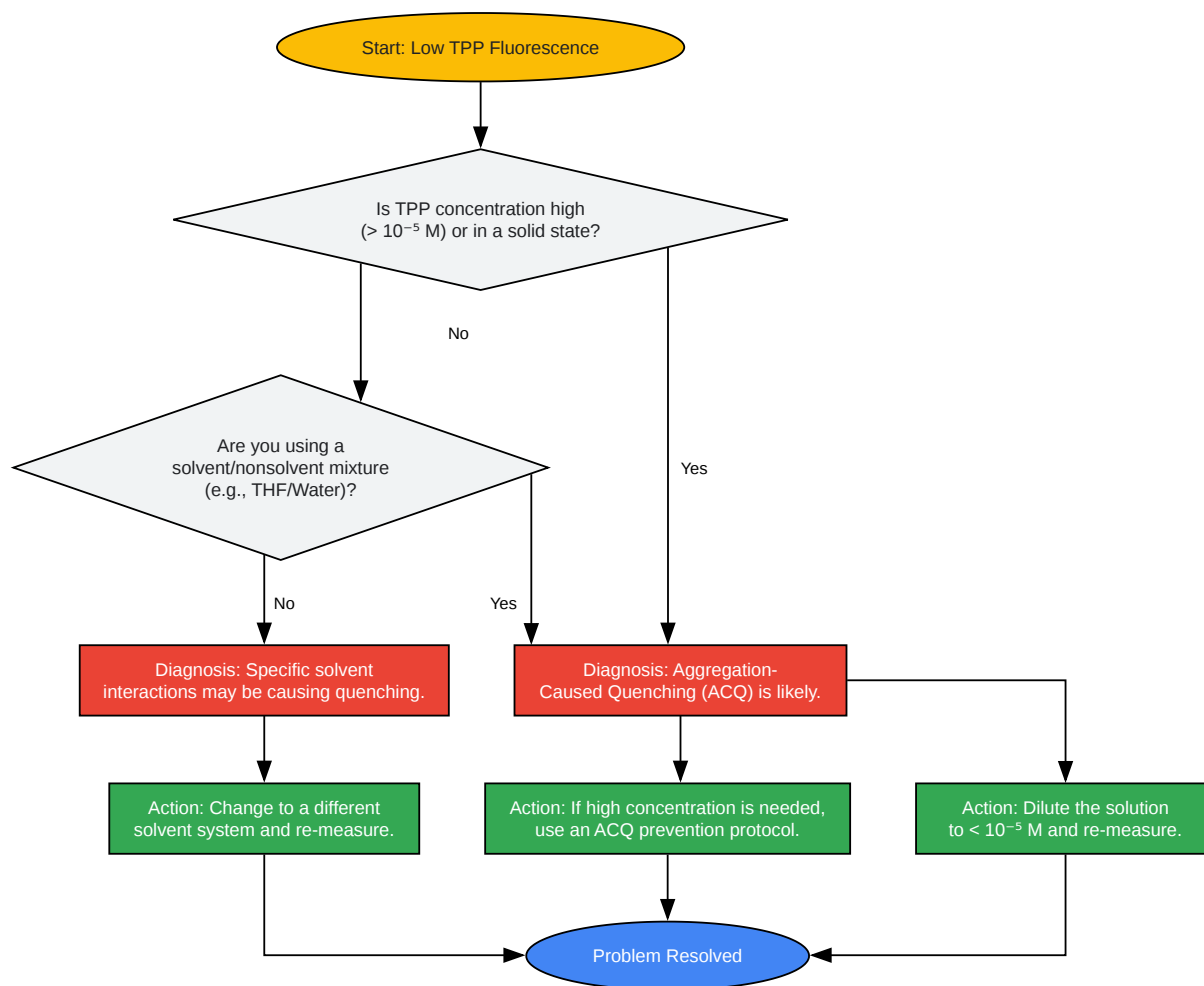 Start: Low TPP Fluorescence
Is TPP concentration high
(> 10⁻⁵ M) or in a solid state?
No
Are you using a
solvent/nonsolvent mixture
(e.g., THF/Water)?
Yes
No
Yes
Diagnosis: Specific solvent
interactions may be causing quenching.
Diagnosis: Aggregation-
Caused Quenching (ACQ) is likely.
Action: Change to a different
solvent system and re-measure.
Action: If high concentration is needed,
use an ACQ prevention protocol.
Action: Dilute the solution
to < 10⁻⁵ M and re-measure.
Problem Resolved